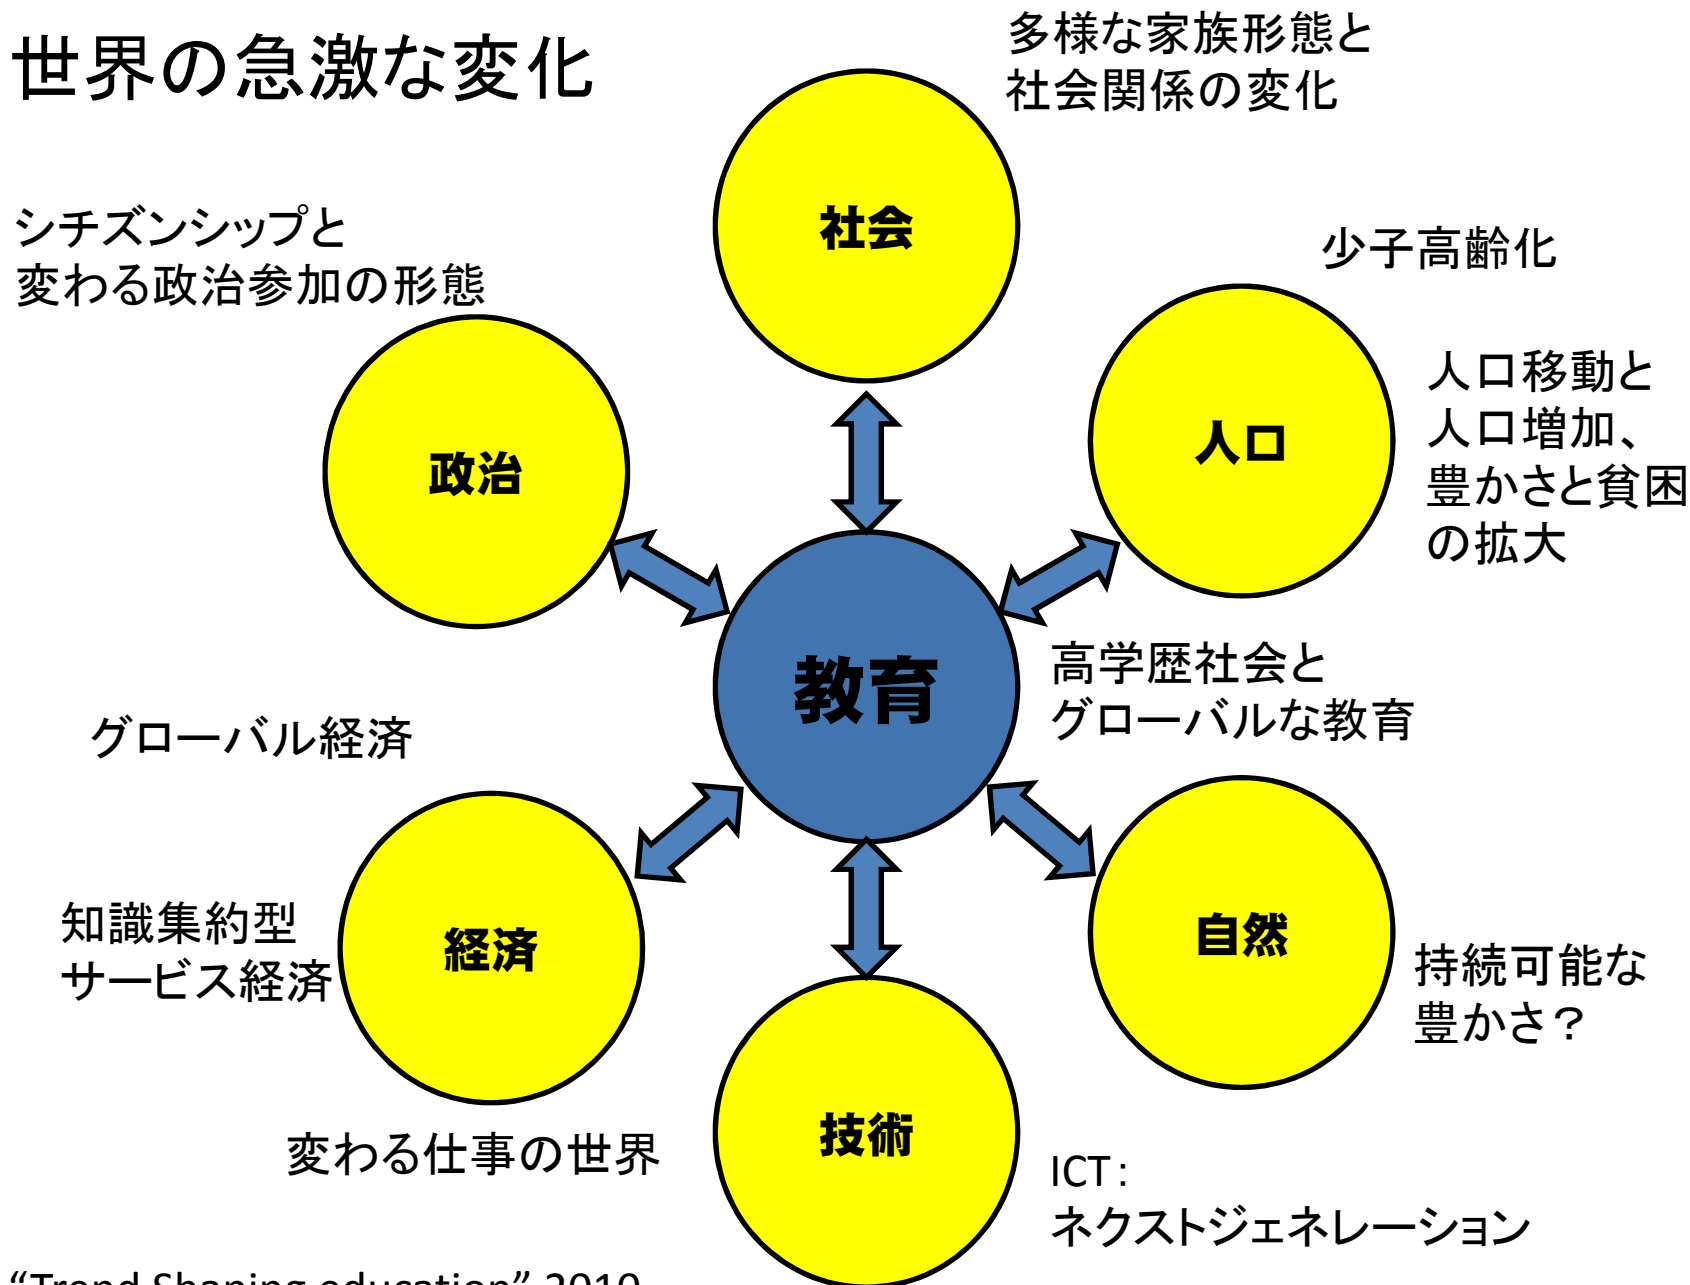 世界の急激な変化
多様な家族形態と
社会関係の変化
社会
シチズンシップと
変わる政治参加の形態
政治
少子高齢化
人口
人口移動と
人口増加、
豊かさと貧困
の拡大
教育
高学歴社会と
グローバルな教育
グローバル経済
経済
知識集約型
サービス経済
変わる仕事の世界
自然
持続可能な
豊かさ？
技術
ICT：
ネクストジェネレーション
“Trend Shaping education” 2010